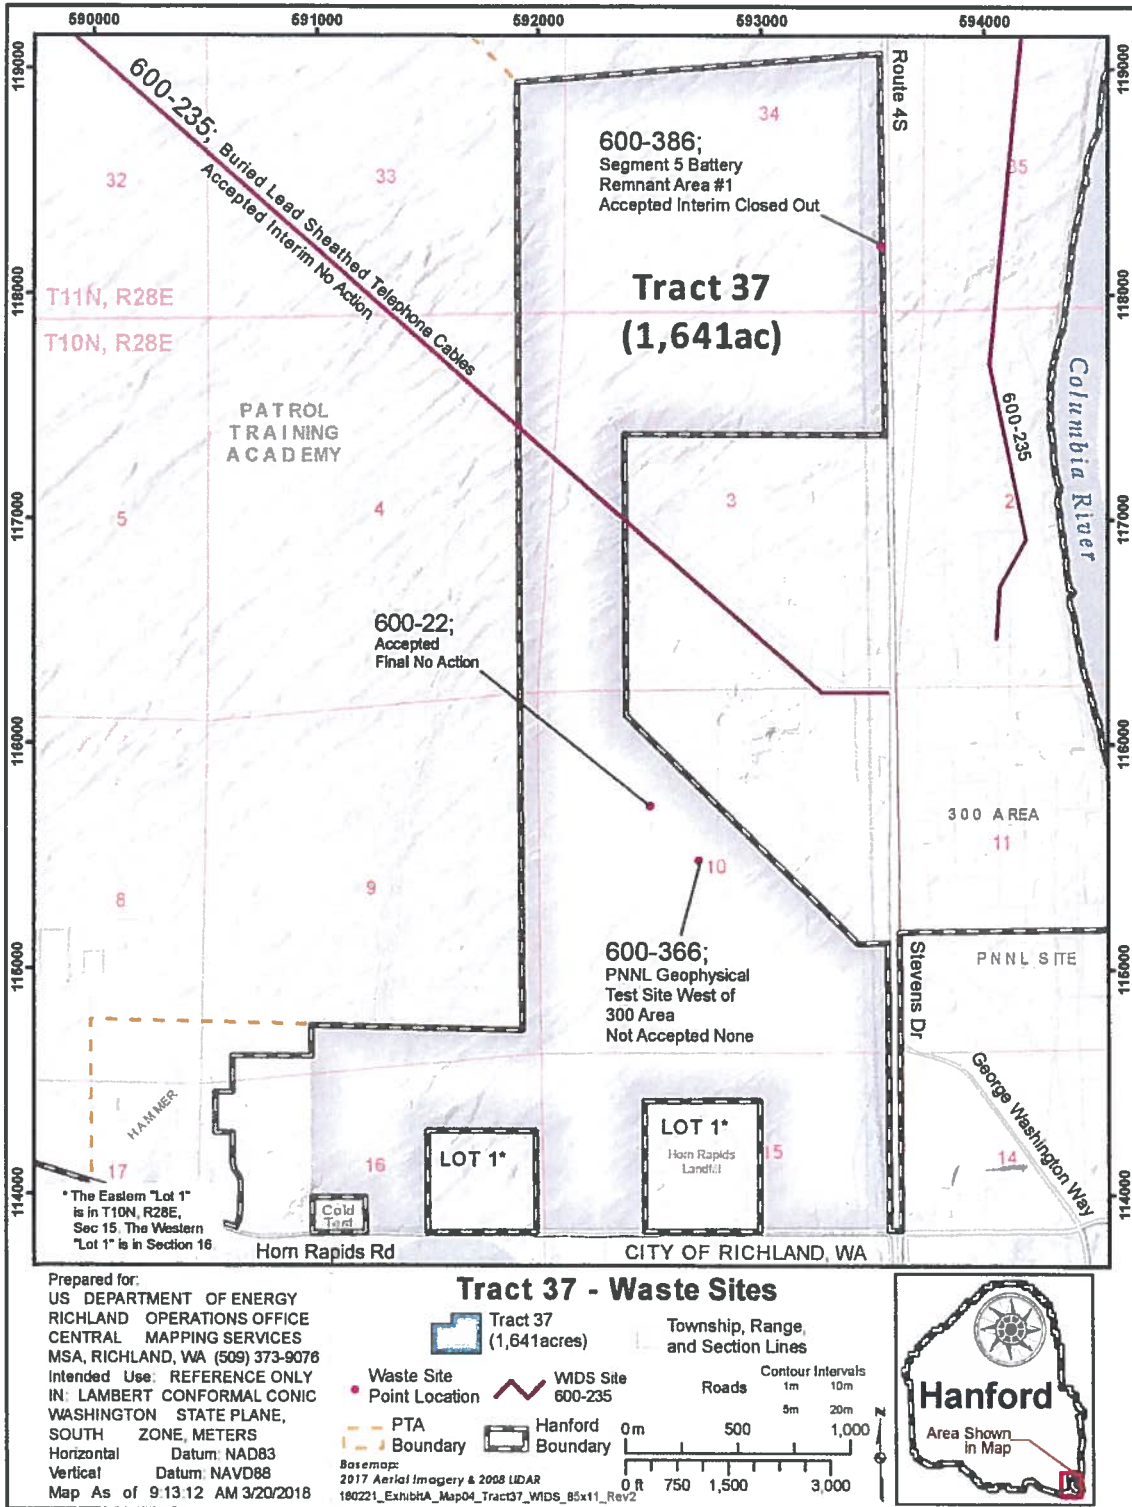 590000
591000
592000
593000
594000
119000
118000
117000
116000
115000
114000
119000
118000
117000
116000
115000
114000
600-235; Buried Lead Sheathed Telephone Cables
Accepted Interim No Action
32
33
34
35
Route 4S
600-386;
Segment 5 Battery
Remnant Area #1
Accepted Interim Closed Out
T11N, R28E
T10N, R28E
Tract 37
(1,641ac)
Columbia River
600-235
PATROL
TRAINING
ACADEMY
5
4
3
2
600-22;
Accepted
Final No Action
300 AREA
11
10
9
8
600-366;
PNNL Geophysical
Test Site West of
300 Area
Not Accepted None
Stevens Dr
PNNL SITE
George Washington Way
HAMMER
17
16
15
14
LOT 1*
LOT 1*
Horn Rapids
Landfill
Cold
Test
* The Eastern "Lot 1"
is in T10N, R28E,
Sec 15. The Western
"Lot 1" is in Section 16
Horn Rapids Rd
CITY OF RICHLAND, WA
Prepared for:
US DEPARTMENT OF ENERGY
RICHLAND OPERATIONS OFFICE
CENTRAL MAPPING SERVICES
MSA, RICHLAND, WA (509) 373-9076
Intended Use: REFERENCE ONLY
IN: LAMBERT CONFORMAL CONIC
WASHINGTON STATE PLANE,
SOUTH ZONE, METERS
Horizontal Datum: NAD83
Vertical Datum: NAVD88
Map As of 9:13:12 AM 3/20/2018
Tract 37 - Waste Sites
Tract 37
(1,641acres)
Township, Range,
and Section Lines
Waste Site
Point Location
WIDS Site
600-235
Roads
Contour Intervals
1m 10m
5m 20m
PTA
Boundary
Hanford
Boundary
0 m 500 1,000
0 ft 750 1,500 3,000
Z
Basemap:
2017 Aerial Imagery & 2008 LIDAR
180221_ExhibitA_Map04_Tract37_WIDS_85x11_Rev2
Hanford
Area Shown
in Map